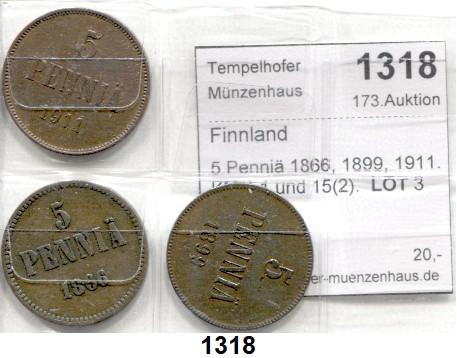 5
PENNIÄ
1911
5
PENNIÄ
1866
5
PENNIÄ
1899
Tempelhofer
Münzenhaus
1318
173.Auktion
Finnland
5 Penniä 1866, 1899, 1911.
und 15(2). LOT 3
20,-
er-muenzenhaus.de
1318